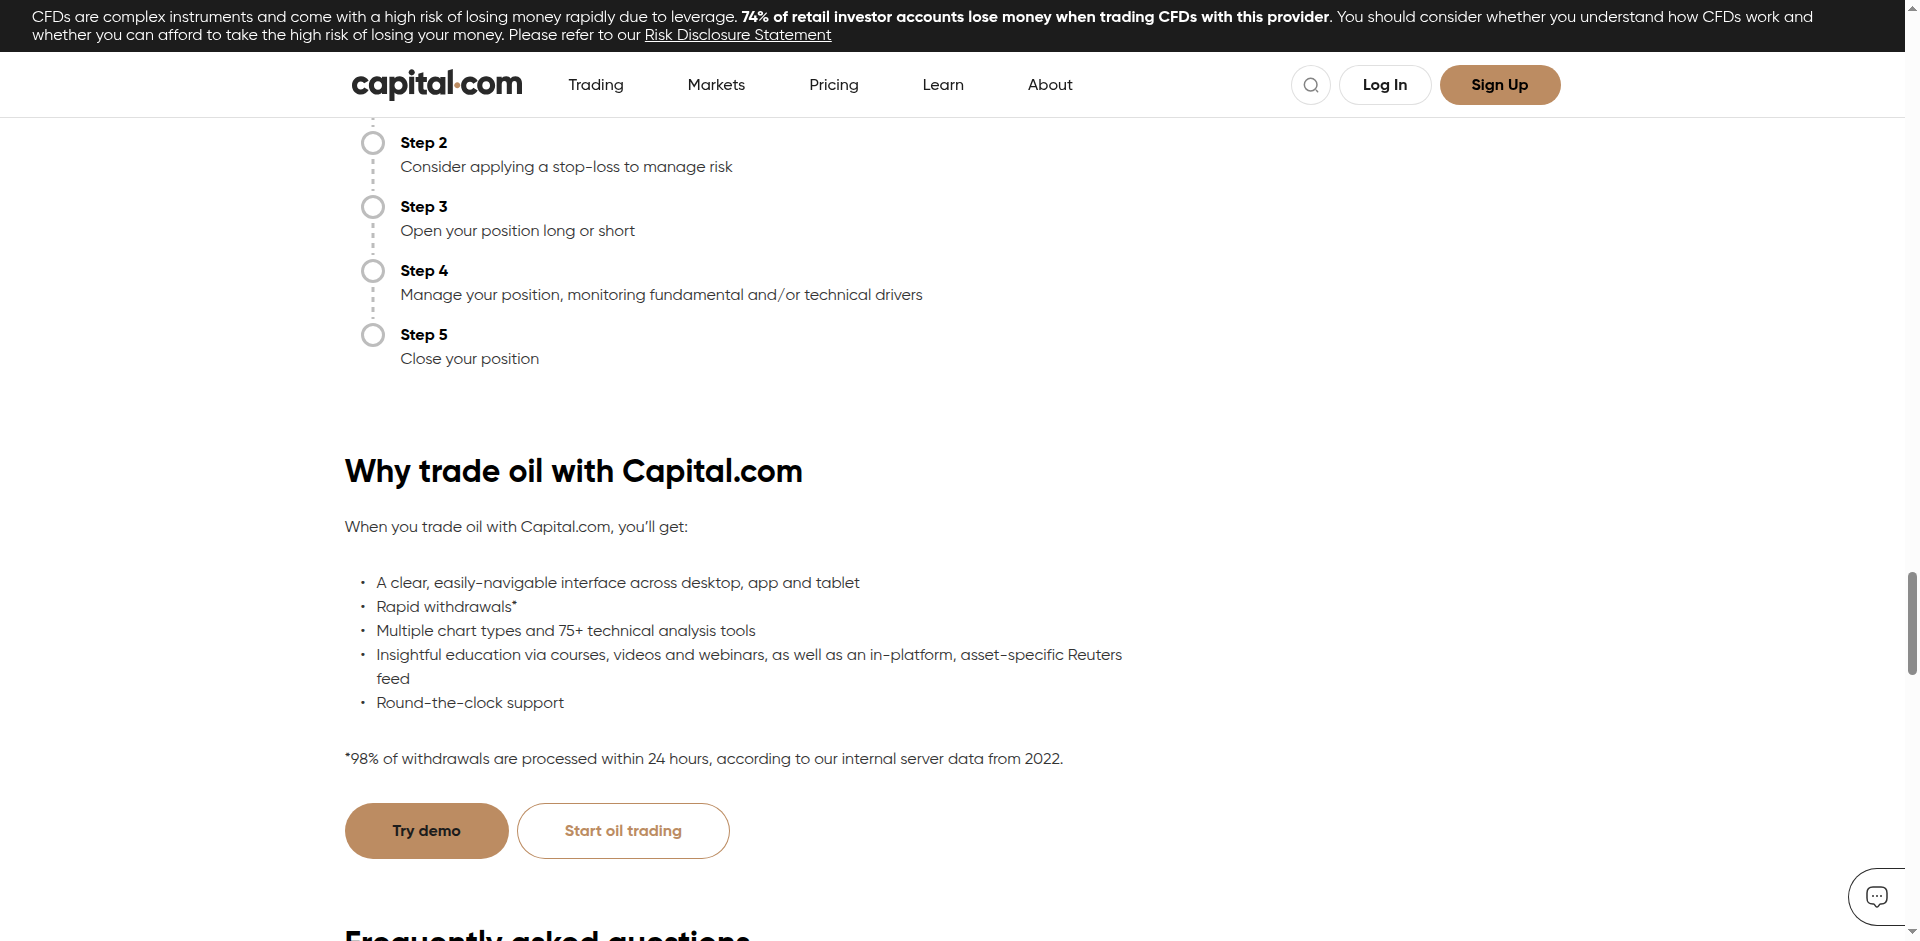 CFDs are complex instruments and come with a high risk of losing money rapidly due to leverage. 74% of retail investor accounts lose money when trading CFDs with this provider. You should consider whether you understand how CFDs work and
whether you can afford to take the high risk of losing your money. Please refer to our Risk Disclosure Statement
capital.com Trading Markets Pricing Learn About Log In Sign Up
Step 2
Consider applying a stop-loss to manage risk
Step 3
Open your position long or short
Step 4
Manage your position, monitoring fundamental and/or technical drivers
Step 5
Close your position
Why trade oil with Capital.com
When you trade oil with Capital.com, you’ll get:
• A clear, easily-navigable interface across desktop, app and tablet
• Rapid withdrawals*
• Multiple chart types and 75+ technical analysis tools
• Insightful education via courses, videos and webinars, as well as an in-platform, asset-specific Reuters
feed
• Round-the-clock support
*98% of withdrawals are processed within 24 hours, according to our internal server data from 2022.
Try demo Start oil trading
Frequently asked questions